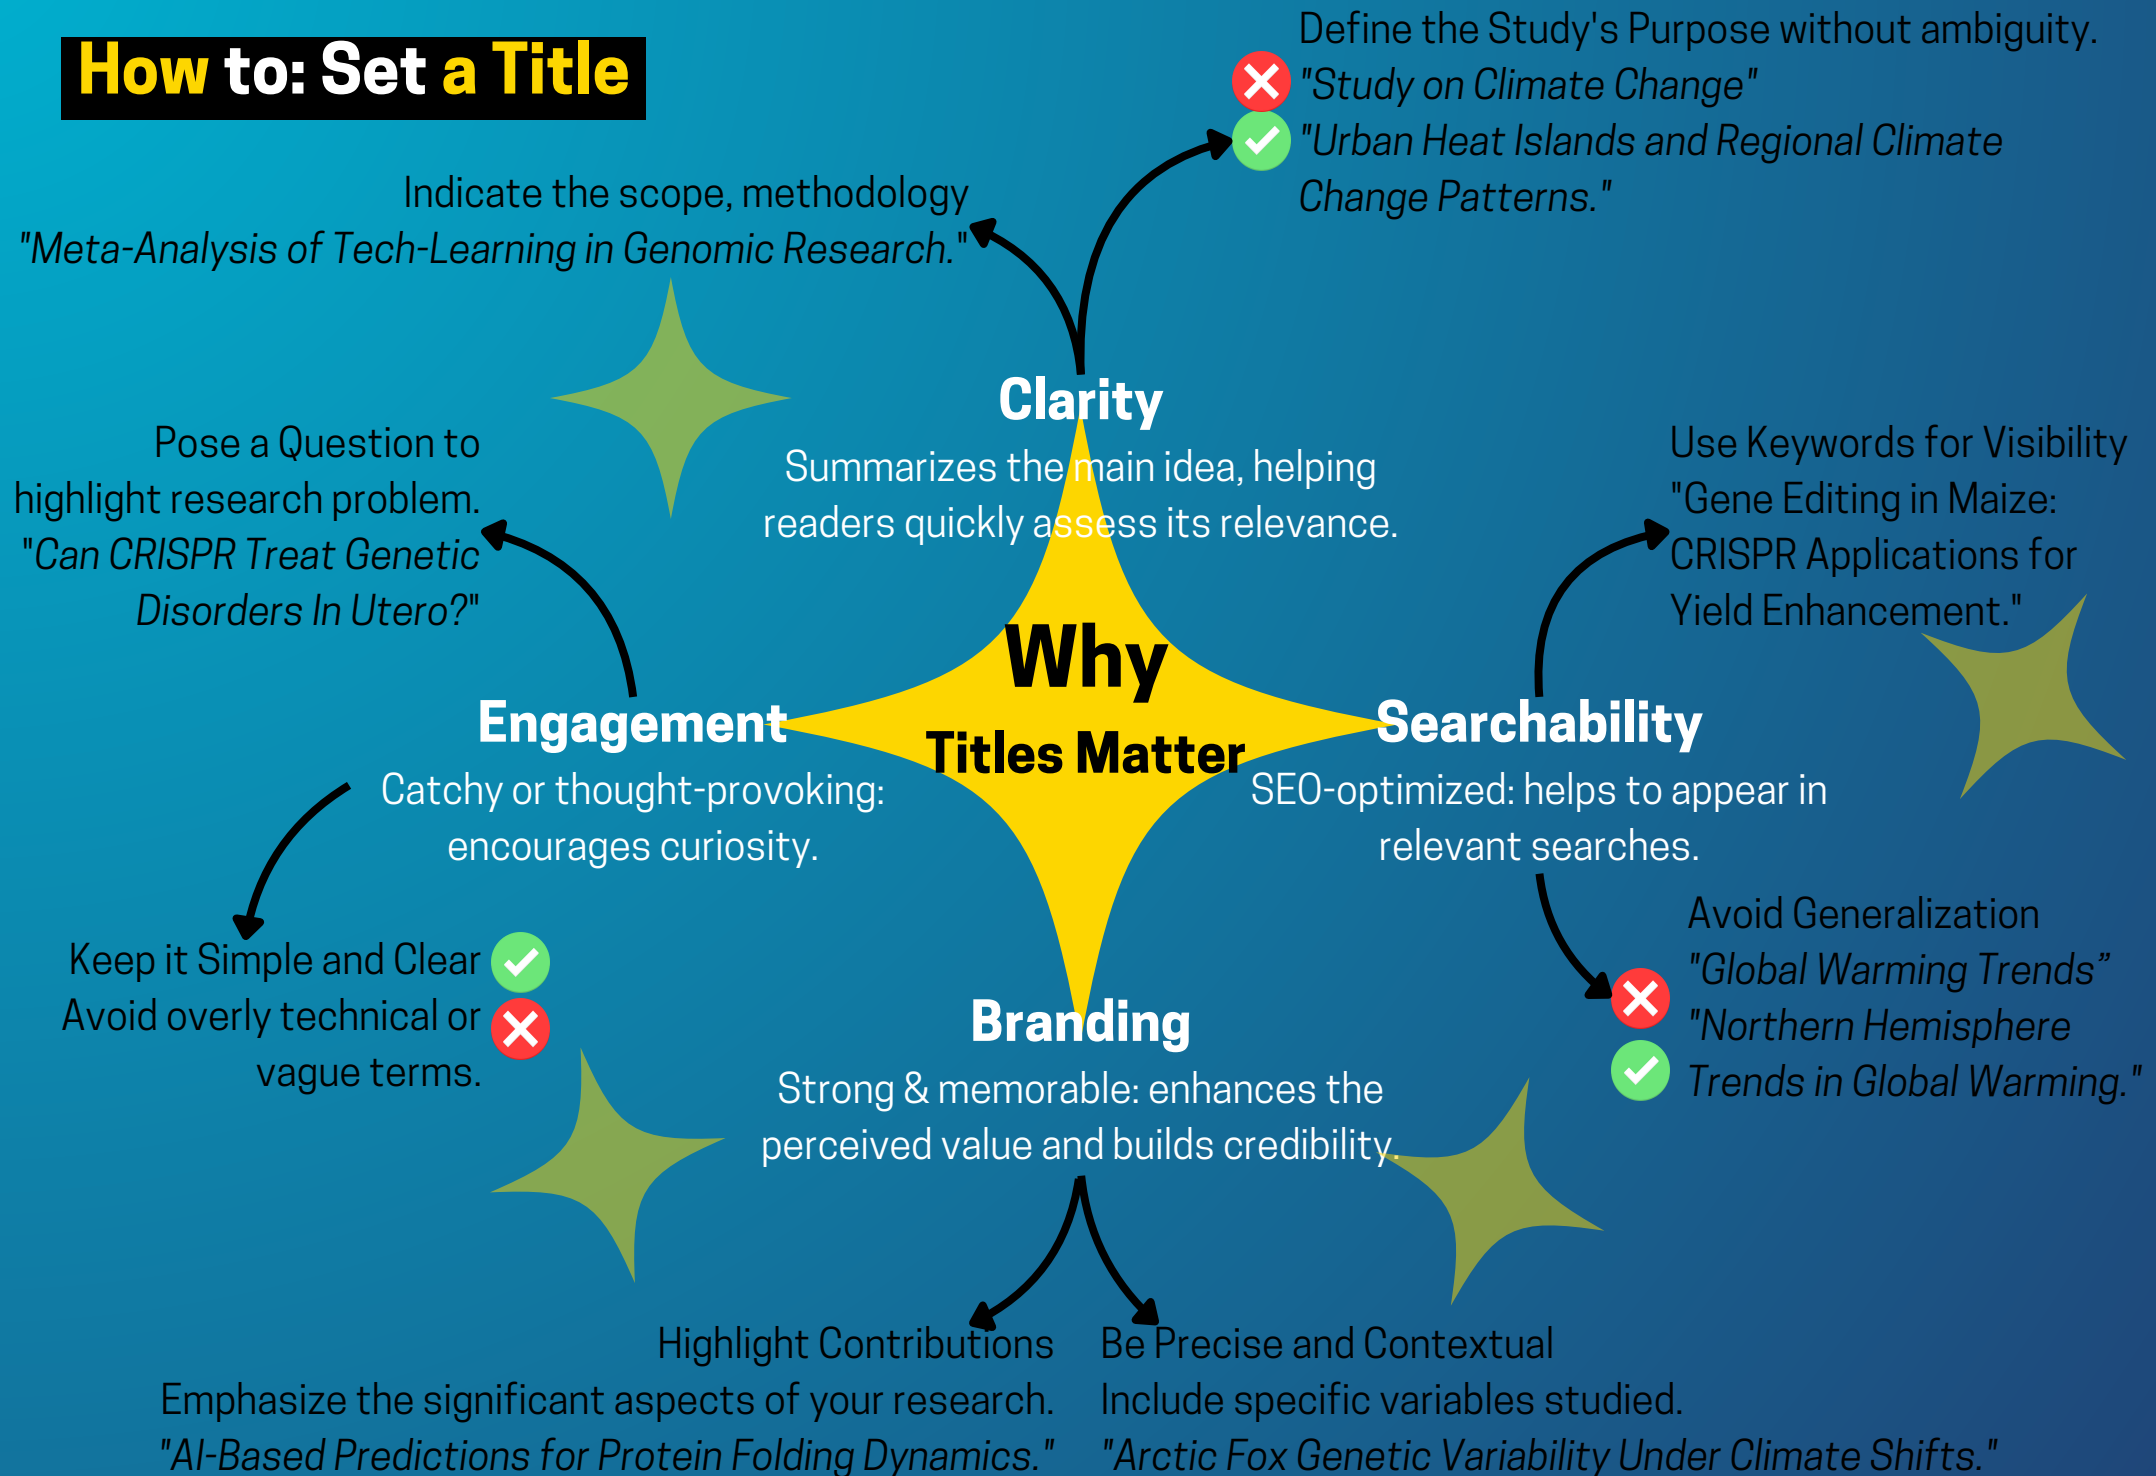 How to: Set a Title
Define the Study's Purpose without ambiguity.
"Study on Climate Change"
"Urban Heat Islands and Regional Climate
Change Patterns."
Indicate the scope, methodology
"Meta-Analysis of Tech-Learning in Genomic Research."
Clarity
Summarizes the main idea, helping
readers quickly assess its relevance.
Pose a Question to
highlight research problem.
"Can CRISPR Treat Genetic
Disorders In Utero?"
Use Keywords for Visibility
"Gene Editing in Maize:
CRISPR Applications for
Yield Enhancement."
Why
Titles Matter
Engagement
Catchy or thought-provoking:
encourages curiosity.
Searchability
SEO-optimized: helps to appear in
relevant searches.
Keep it Simple and Clear
Avoid overly technical or
vague terms.
Avoid Generalization
"Global Warming Trends”
"Northern Hemisphere
Trends in Global Warming."
Branding
Strong & memorable: enhances the
perceived value and builds credibility.
Highlight Contributions
Emphasize the significant aspects of your research.
"AI-Based Predictions for Protein Folding Dynamics."
Be Precise and Contextual
Include specific variables studied.
"Arctic Fox Genetic Variability Under Climate Shifts."